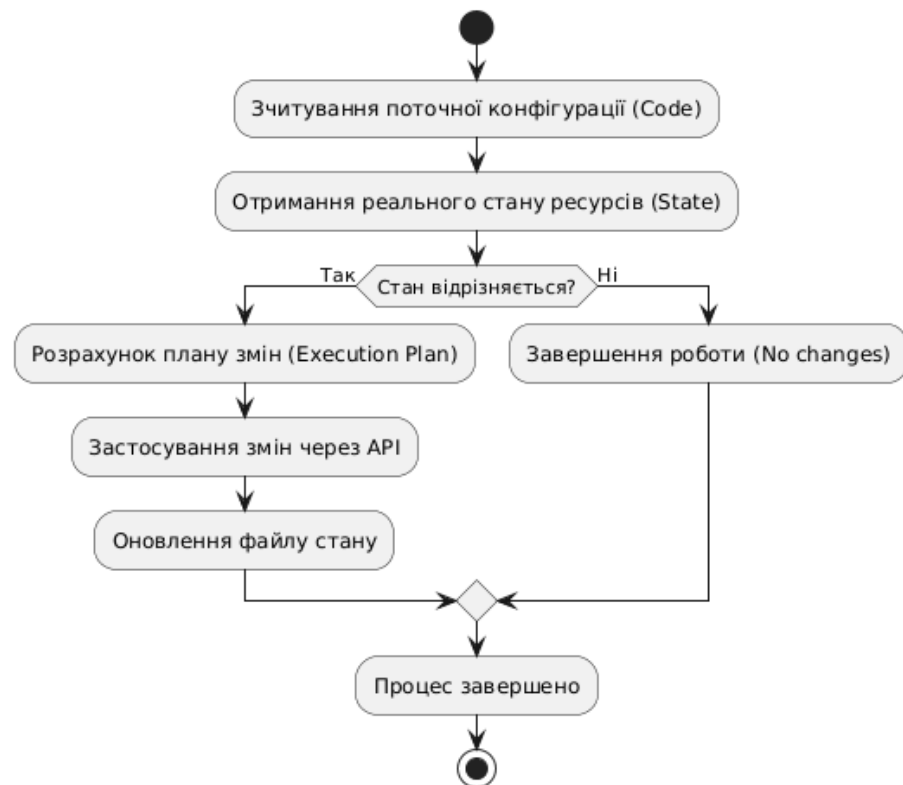 Зчитування поточної конфігурації (Code)
Отримання реального стану ресурсів (State)
Так
Стан відрізняється?
Ні
Розрахунок плану змін (Execution Plan)
Завершення роботи (No changes)
Застосування змін через API
Оновлення файлу стану
Процес завершено